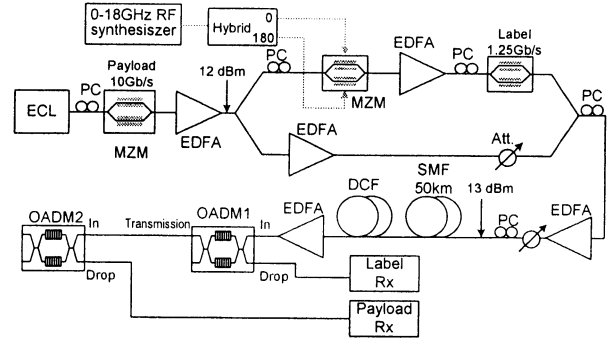 0-18GHz RF
synthesiszer
Hybrid
0
180
PC
Payload
10Gb/s
12 dBm
PC
EDFA
PC
Label
1.25Gb/s
PC
ECL
MZM
EDFA
MZM
EDFA
Att.
SMF
50km
DCF
13 dBm
PC
EDFA
EDFA
OADM2
In
Transmission
OADM1
In
Drop
Drop
Label
Rx
Payload
Rx